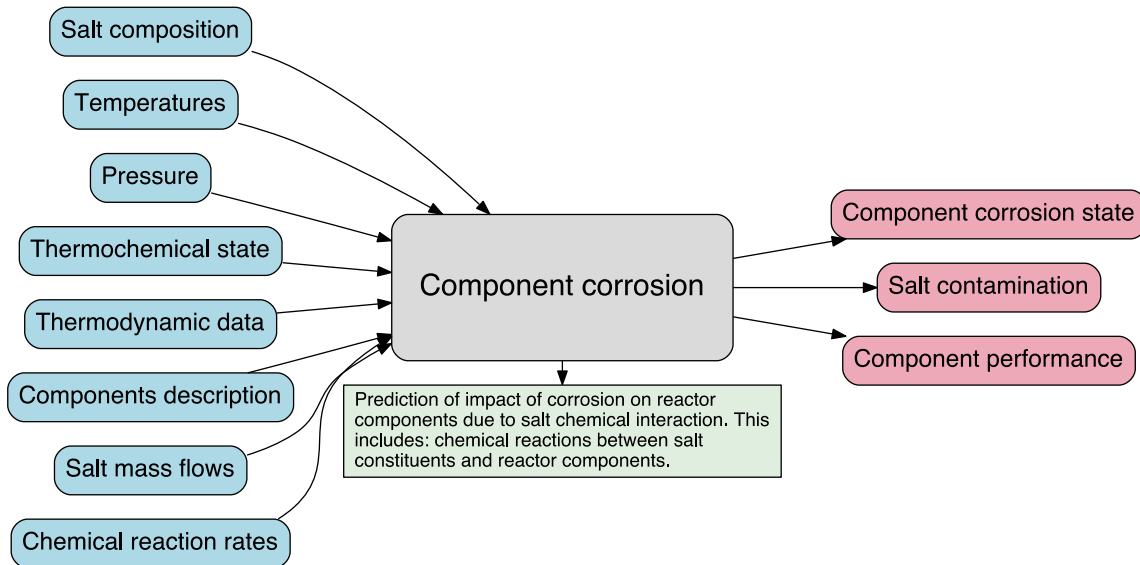 Salt composition
Temperatures
Pressure
Thermochemical state
Thermodynamic data
Components description
Salt mass flows
Chemical reaction rates
Component corrosion
Prediction of impact of corrosion on reactor
components due to salt chemical interaction. This
includes: chemical reactions between salt
constituents and reactor components.
Component corrosion state
Salt contamination
Component performance